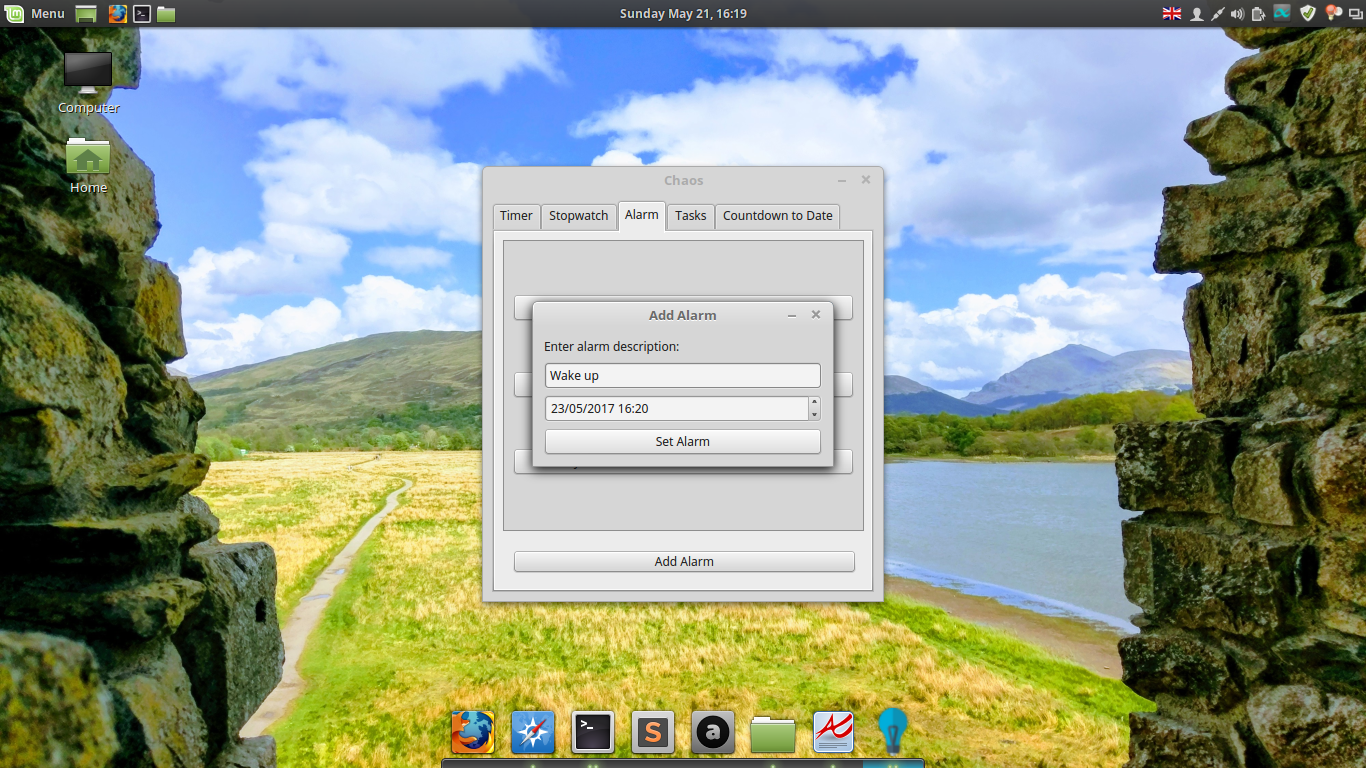 Menu
Sunday May 21, 16:19
Computer
Home
Chaos
Timer
Stopwatch
Alarm
Tasks
Countdown to Date
Add Alarm
Enter alarm description:
Wake up
23/05/2017 16:20
Set Alarm
Add Alarm
>_
S
a